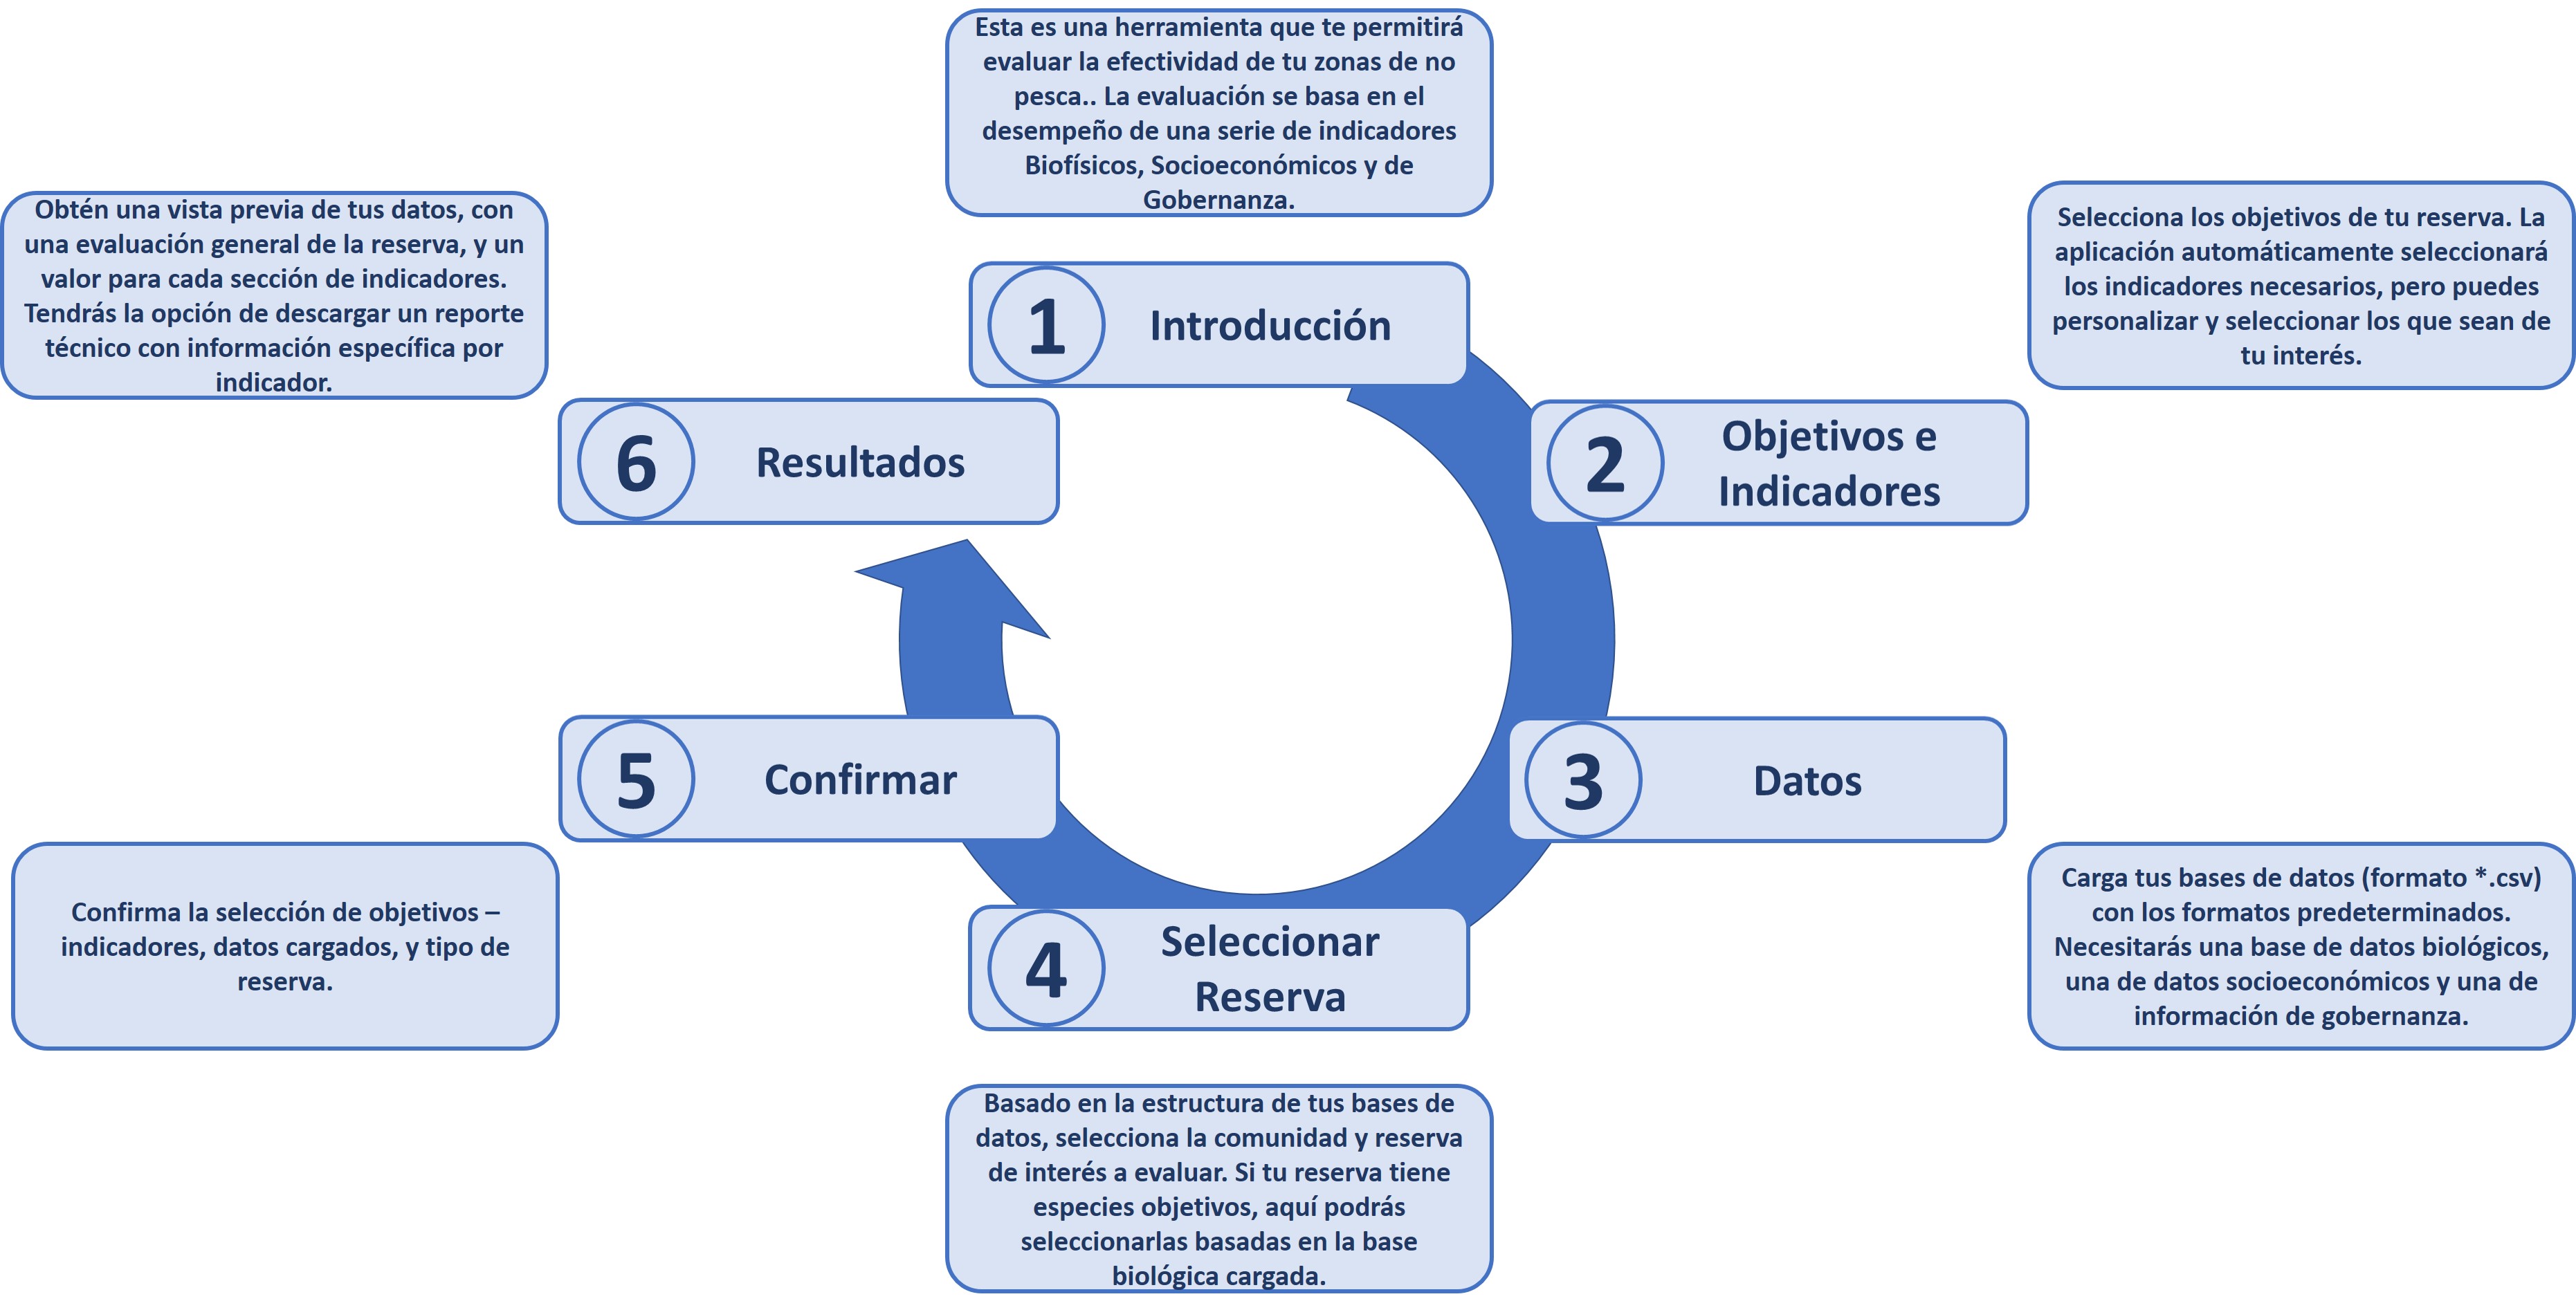 Esta es una herramienta que te permitirá
evaluar la efectividad de tu zonas de no
pesca.. La evaluación se basa en el
desempeño de una serie de indicadores
Biofísicos, Socioeconómicos y de
Gobernanza.
1 Introducción
Selecciona los objetivos de tu reserva. La
aplicación automáticamente seleccionará
los indicadores necesarios, pero puedes
personalizar y seleccionar los que sean de
tu interés.
2 Objetivos e
Indicadores
3 Datos
Carga tus bases de datos (formato *.csv)
con los formatos predeterminados.
Necesitarás una base de datos biológicos,
una de datos socioeconómicos y una de
información de gobernanza.
4 Seleccionar
Reserva
Basado en la estructura de tus bases de
datos, selecciona la comunidad y reserva
de interés a evaluar. Si tu reserva tiene
especies objetivos, aquí podrás
seleccionarlas basadas en la base
biológica cargada.
5 Confirmar
Confirma la selección de objetivos –
indicadores, datos cargados, y tipo de
reserva.
Obtén una vista previa de tus datos, con
una evaluación general de la reserva, y un
valor para cada sección de indicadores.
Tendrás la opción de descargar un reporte
técnico con información específica por
indicador.
6 Resultados